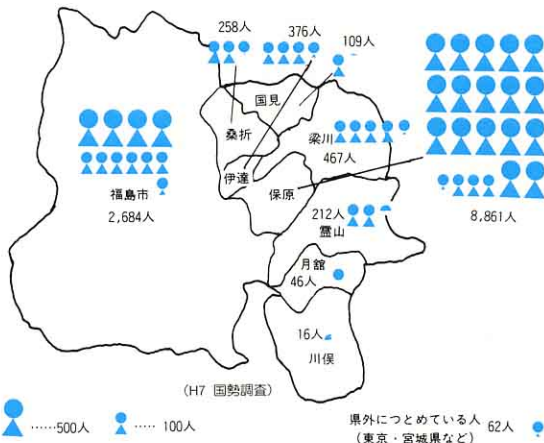 258人
376人
109人
国見
桑折
梁川
467人
伊達
保原
福島市
2,684人
8,861人
212人
霊山
月舘
46人
16人
川俣
(H7 国勢調査)
……500人
……100人
県外につとめている人 62人
(東京・宮城県など)